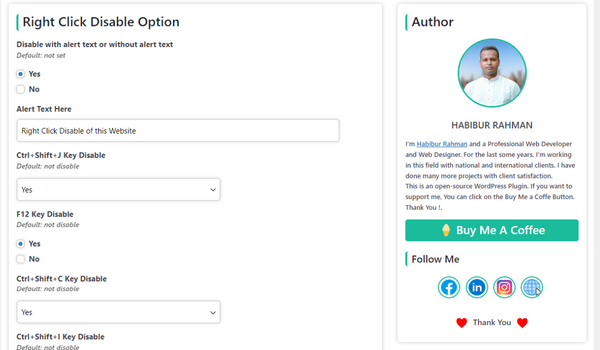 Right Click Disable Option
Disable with alert text or without alert text
Default: not set
Yes
No
Alert Text Here
Right Click Disable of this Website
Ctrl+Shift+J Key Disable
Default: not disable
Yes
F12 Key Disable
Default: not disable
Yes
No
Ctrl+Shift+C Key Disable
Default: not disable
Yes
Ctrl+Shift+I Key Disable
Default: not disable
Author
HABIBUR RAHMAN
I'm Habibur Rahman and a Professional Web Developer
and Web Designer. For the last some years, I'm working
in this field with national and international clients. I have
done many more projects with client satisfaction.
This is an open-source WordPress Plugin. If you want to
support me, You can click on the Buy Me a Coffe Button.
Thank You !.
Buy Me A Coffee
Follow Me
Thank You